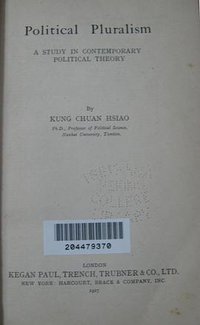 Political Pluralism
A STUDY IN CONTEMPORARY
POLITICAL THEORY
By
KUNG CHUAN HSIAO
Ph.D., Professor of Political Science,
Nankai University, Tientsin.
204479370
LONDON
KEGAN PAUL, TRENCH, TRUBNER & CO., LTD.
NEW YORK: HARCOURT, BRACE & COMPANY, INC.
1927